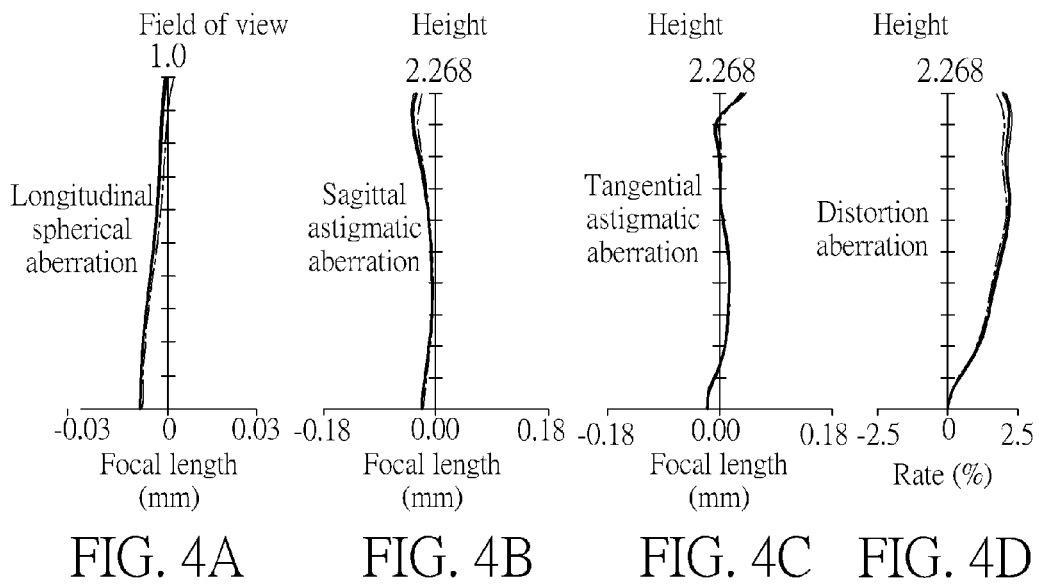 Field of view
1.0
Longitudinal
spherical
aberration
-0.03
0
0.03
Focal length
(mm)
FIG. 4A
Height
2.268
Sagittal
astigmatic
aberration
-0.18
0.00
0.18
Focal length
(mm)
FIG. 4B
Height
2.268
Tangential
astigmatic
aberration
-0.18
0.00
0.18
Focal length
(mm)
FIG. 4C
Height
2.268
Distortion
aberration
-2.5
0
2.5
Rate (%)
FIG. 4D